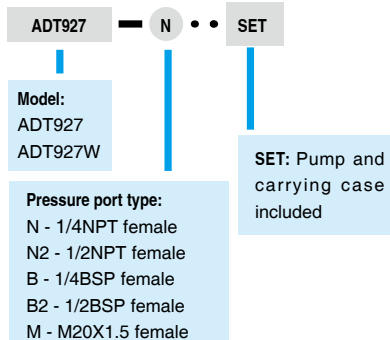 ADT927 — N • • SET
Model:
ADT927
ADT927W
SET: Pump and
carrying case
included
Pressure port type:
N - 1/4NPT female
N2 - 1/2NPT female
B - 1/4BSP female
B2 - 1/2BSP female
M - M20X1.5 female